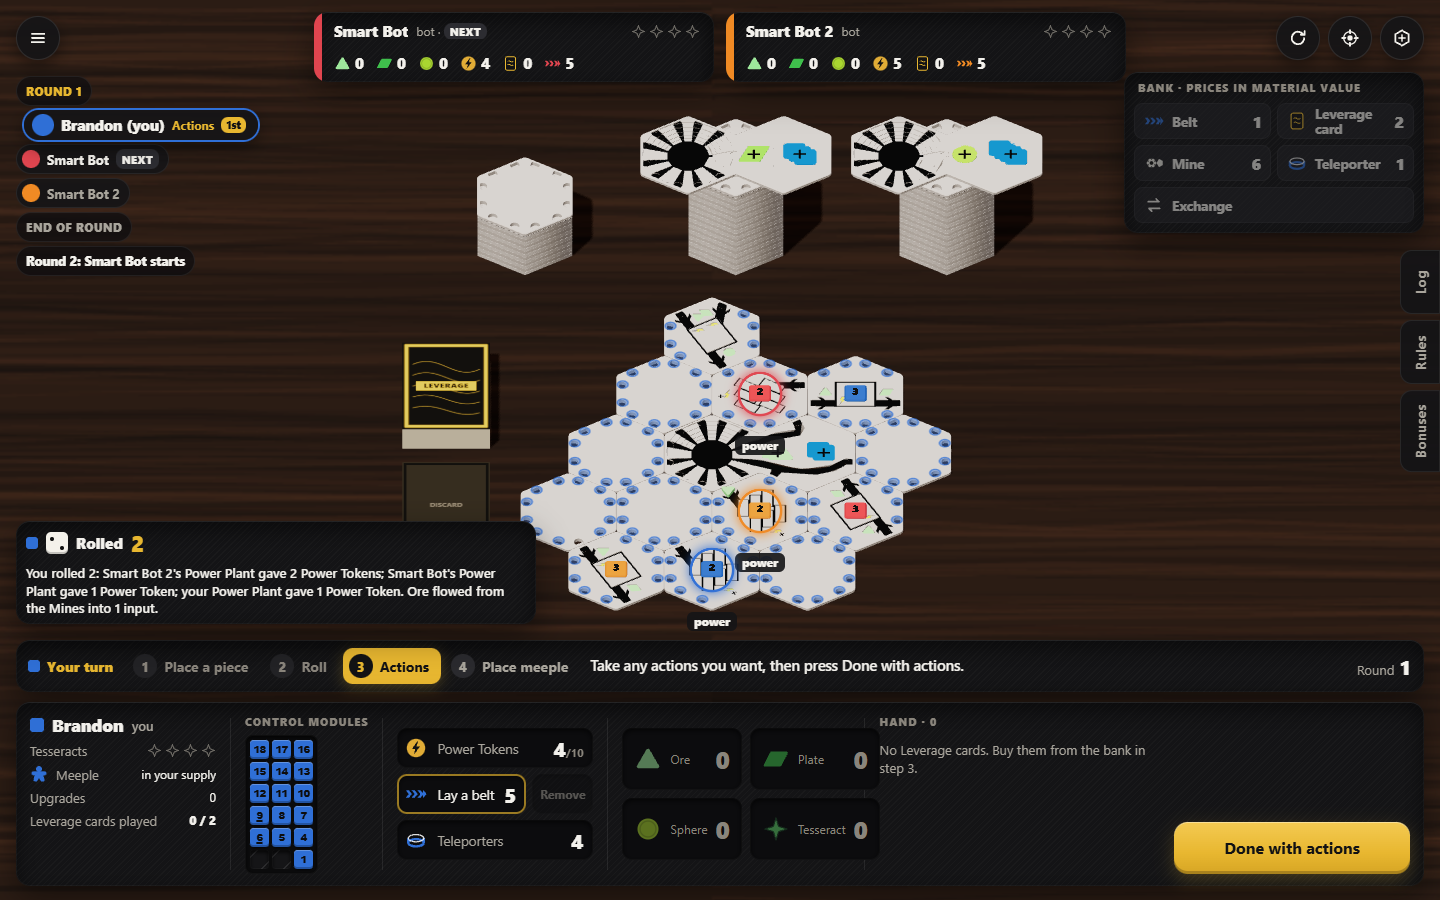 Smart Bot bot · NEXT
0 0 0 4 0 5
Smart Bot 2 bot
0 0 0 5 0 5
ROUND 1
Brandon (you) Actions 1st
Smart Bot NEXT
Smart Bot 2
END OF ROUND
Round 2: Smart Bot starts
BANK · PRICES IN MATERIAL VALUE
Belt 1
Leverage card 2
Mine 6
Teleporter 1
Exchange
Log
Rules
Bonuses
LEVERAGE
DISCARD
2
3
power
2
3
power
3
2
power
Rolled 2
You rolled 2: Smart Bot 2's Power Plant gave 2 Power Tokens; Smart Bot's Power
Plant gave 1 Power Token; your Power Plant gave 1 Power Token. Ore flowed from
the Mines into 1 input.
Your turn 1 Place a piece 2 Roll 3 Actions 4 Place meeple Take any actions you want, then press Done with actions. Round 1
Brandon you
Tesseracts
Meeple in your supply
Upgrades 0
Leverage cards played 0 / 2
CONTROL MODULES
18 17 16
15 14 13
12 11 10
9 8 7
6 5 4
1
Power Tokens 4/10
Lay a belt 5 Remove
Teleporters 4
Ore 0
Plate 0
Sphere 0
Tesseract 0
HAND · 0
No Leverage cards. Buy them from the bank in
step 3.
Done with actions